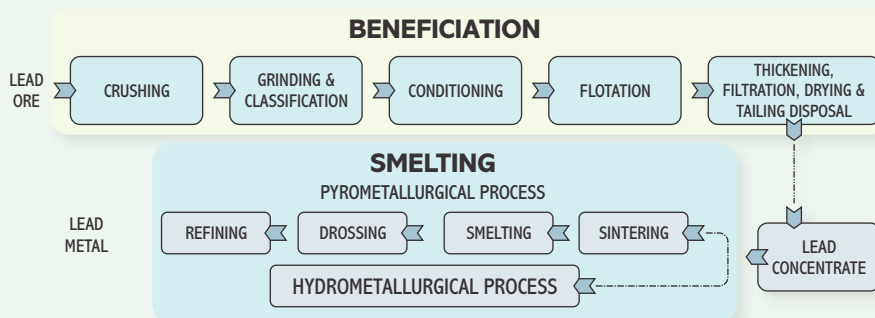 BENEFICIATION
LEAD
ORE
CRUSHING
GRINDING &
CLASSIFICATION
CONDITIONING
FLOTATION
THICKENING,
FILTRATION, DRYING &
TAILING DISPOSAL
SMELTING
PYROMETALLURGICAL PROCESS
LEAD
METAL
REFINING
DROSSING
SMELTING
SINTERING
LEAD
CONCENTRATE
HYDROMETALLURGICAL PROCESS